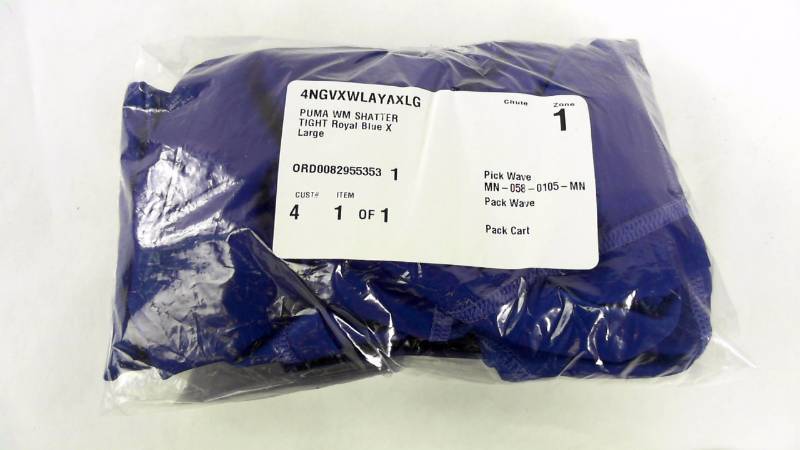 4NGVXWLAYAXLG
Chute Zone
1
PUMA WM SHATTER
TIGHT Royal Blue X
Large
ORD0082955353 1
Pick Wave
MN-058-0105-MN
CUST# ITEM
4 1 OF 1
Pack Wave
Pack Cart